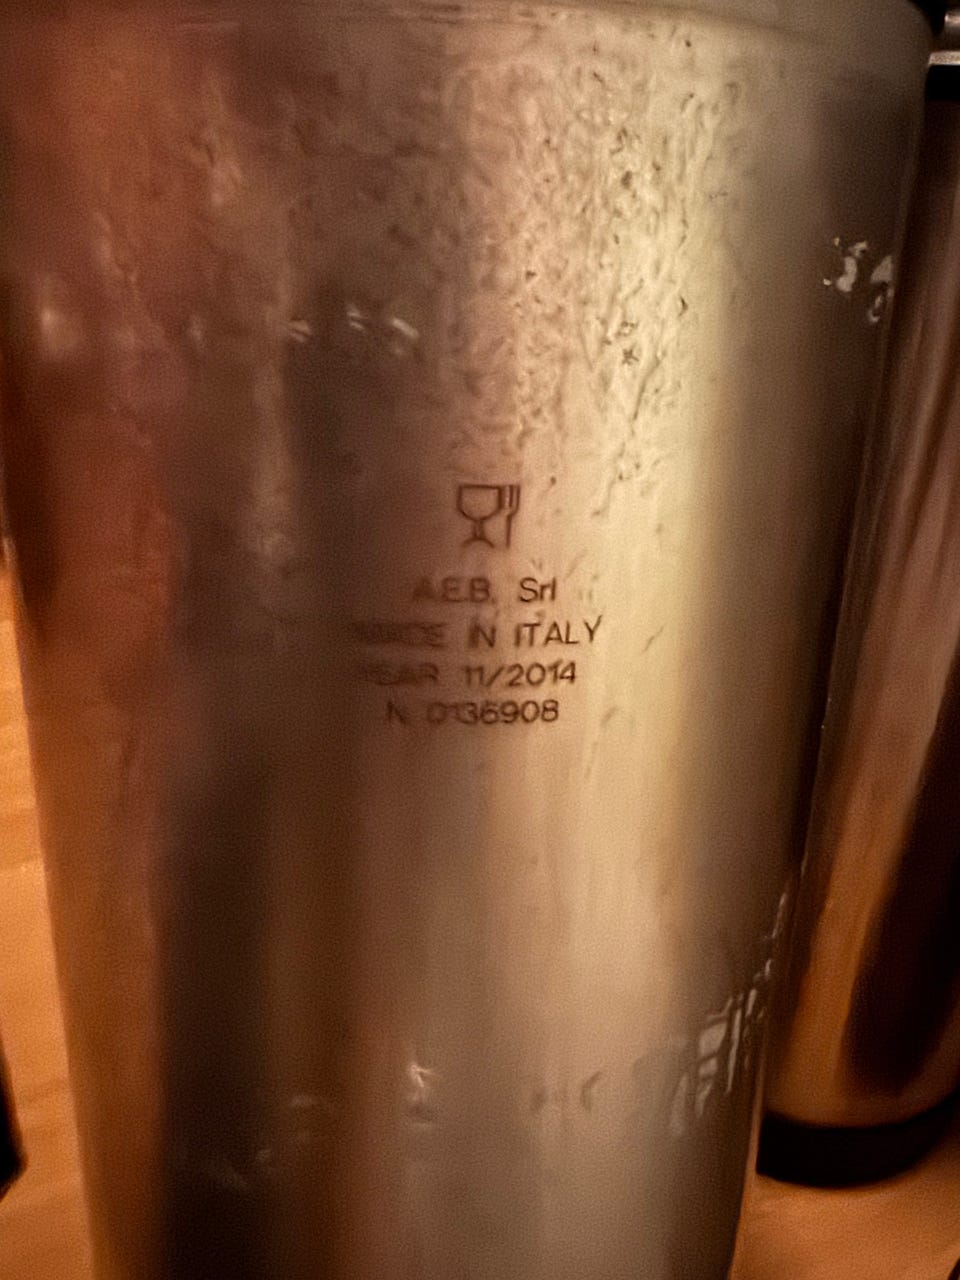 A.E.B. Srl
MADE IN ITALY
YEAR 11/2014
N. 0136908